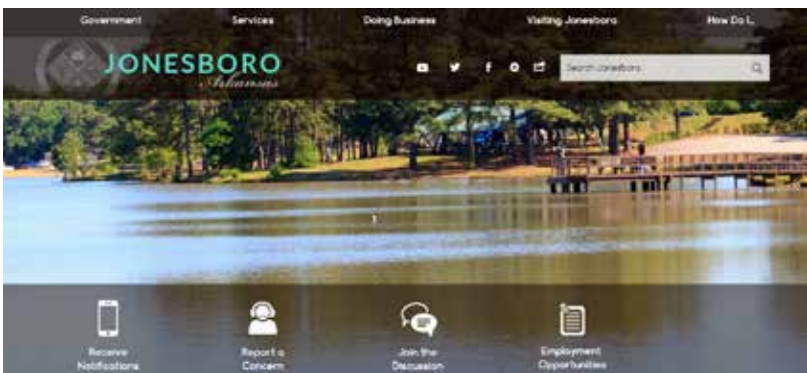 Government Services Doing Business Visiting Jonesboro How Do I...
JONESBORO
Arkansas
Search Jonesboro
Receive Notifications
Report a Concern
Join the Discussion
Employment Opportunities